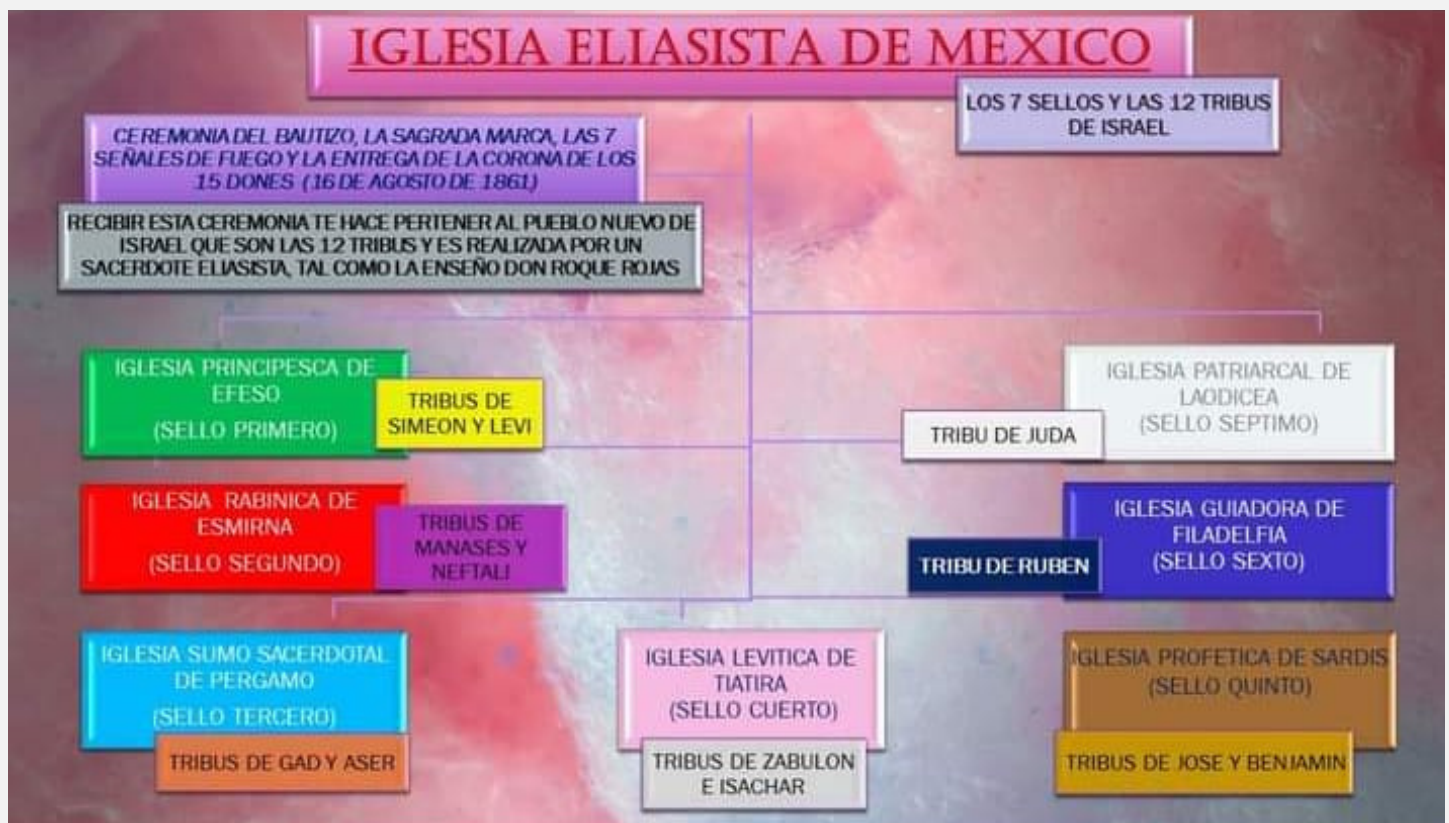 IGLESIA ELIASISTA DE MEXICO
LOS 7 SELLOS Y LAS 12 TRIBUS
DE ISRAEL
CEREMONIA DEL BAUTIZO, LA SAGRADA MARCA, LAS 7
SEÑALES DE FUEGO Y LA ENTREGA DE LA CORONA DE LOS
15 DONES (16 DE AGOSTO DE 1861)
RECIBIR ESTA CEREMONIA TE HACE PERTENER AL PUEBLO NUEVO DE
ISRAEL QUE SON LAS 12 TRIBUS Y ES REALIZADA POR UN
SACERDOTE ELIASISTA, TAL COMO LA ENSEÑO DON ROQUE ROJAS
IGLESIA PRINCIPESCA DE
EFESO
(SELLO PRIMERO)
TRIBUS DE
SIMEON Y LEVI
IGLESIA PATRIARCAL DE
LAODICEA
(SELLO SEPTIMO)
TRIBU DE JUDA
IGLESIA RABINICA DE
ESMIRNA
(SELLO SEGUNDO)
TRIBUS DE
MANASES Y
NEFTALI
IGLESIA GUIADORA DE
FILADELFIA
(SELLO SEXTO)
TRIBU DE RUBEN
IGLESIA SUMO SACERDOTAL
DE PERGAMO
(SELLO TERCERO)
TRIBUS DE GAD Y ASER
IGLESIA LEVITICA DE
TIATIRA
(SELLO CUERTO)
TRIBUS DE ZABULON
E ISACHAR
IGLESIA PROFETICA DE SARDIS
(SELLO QUINTO)
TRIBUS DE JOSE Y BENJAMIN